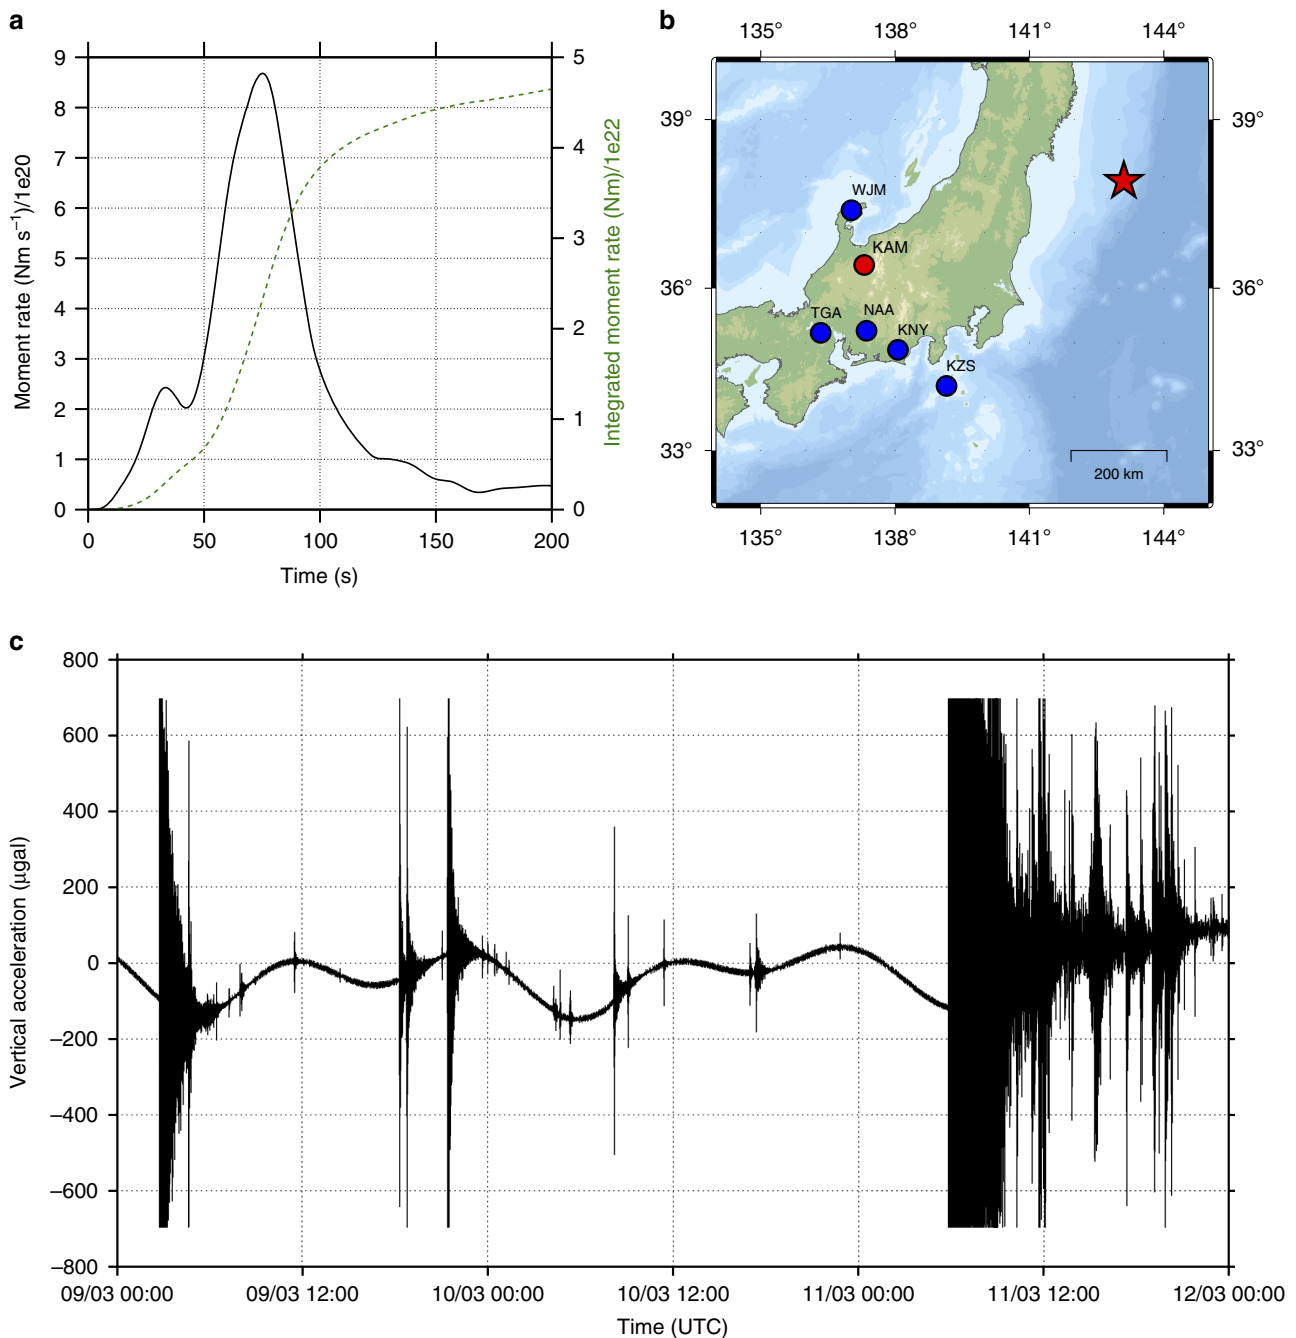 a
9
8
7
6
5
4
3
2
1
0
Moment rate (Nm s⁻¹)/1e20
5
4
3
2
1
0
Integrated moment rate (Nm)/1e22
0 50 100 150 200
Time (s)
b
135° 138° 141° 144°
39° 39°
WJM
KAM
36° 36°
TGA NAA
KNY
KZS
33° 33°
200 km
135° 138° 141° 144°
c
800
600
400
200
0
−200
−400
−600
−800
Vertical acceleration (µgal)
09/03 00:00 09/03 12:00 10/03 00:00 10/03 12:00 11/03 00:00 11/03 12:00 12/03 00:00
Time (UTC)